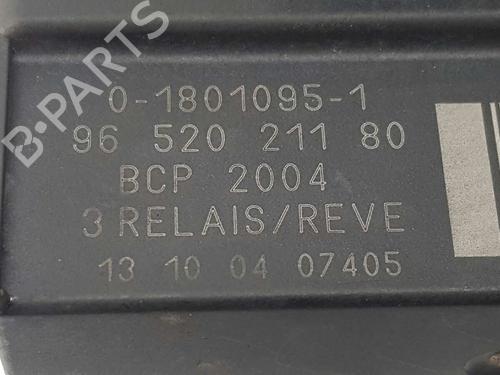 B-PARTS
0-1801095-1
96 520 211 80
BCP 2004
3 RELAIS/REVE
13 10 04 07405